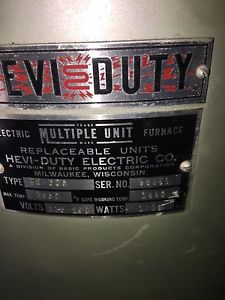 EVI DUTY
TRADE
ELECTRIC MULTIPLE UNIT FURNACE
MARK
REPLACEABLE UNITS
HEVI-DUTY ELECTRIC CO.
A DIVISION OF BASIC PRODUCTS CORPORATION
MILWAUKEE, WISCONSIN.
TYPE SER. NO.
MAX. TEMP. °F SAFE WORKING TEMP.
VOLTS WATTS